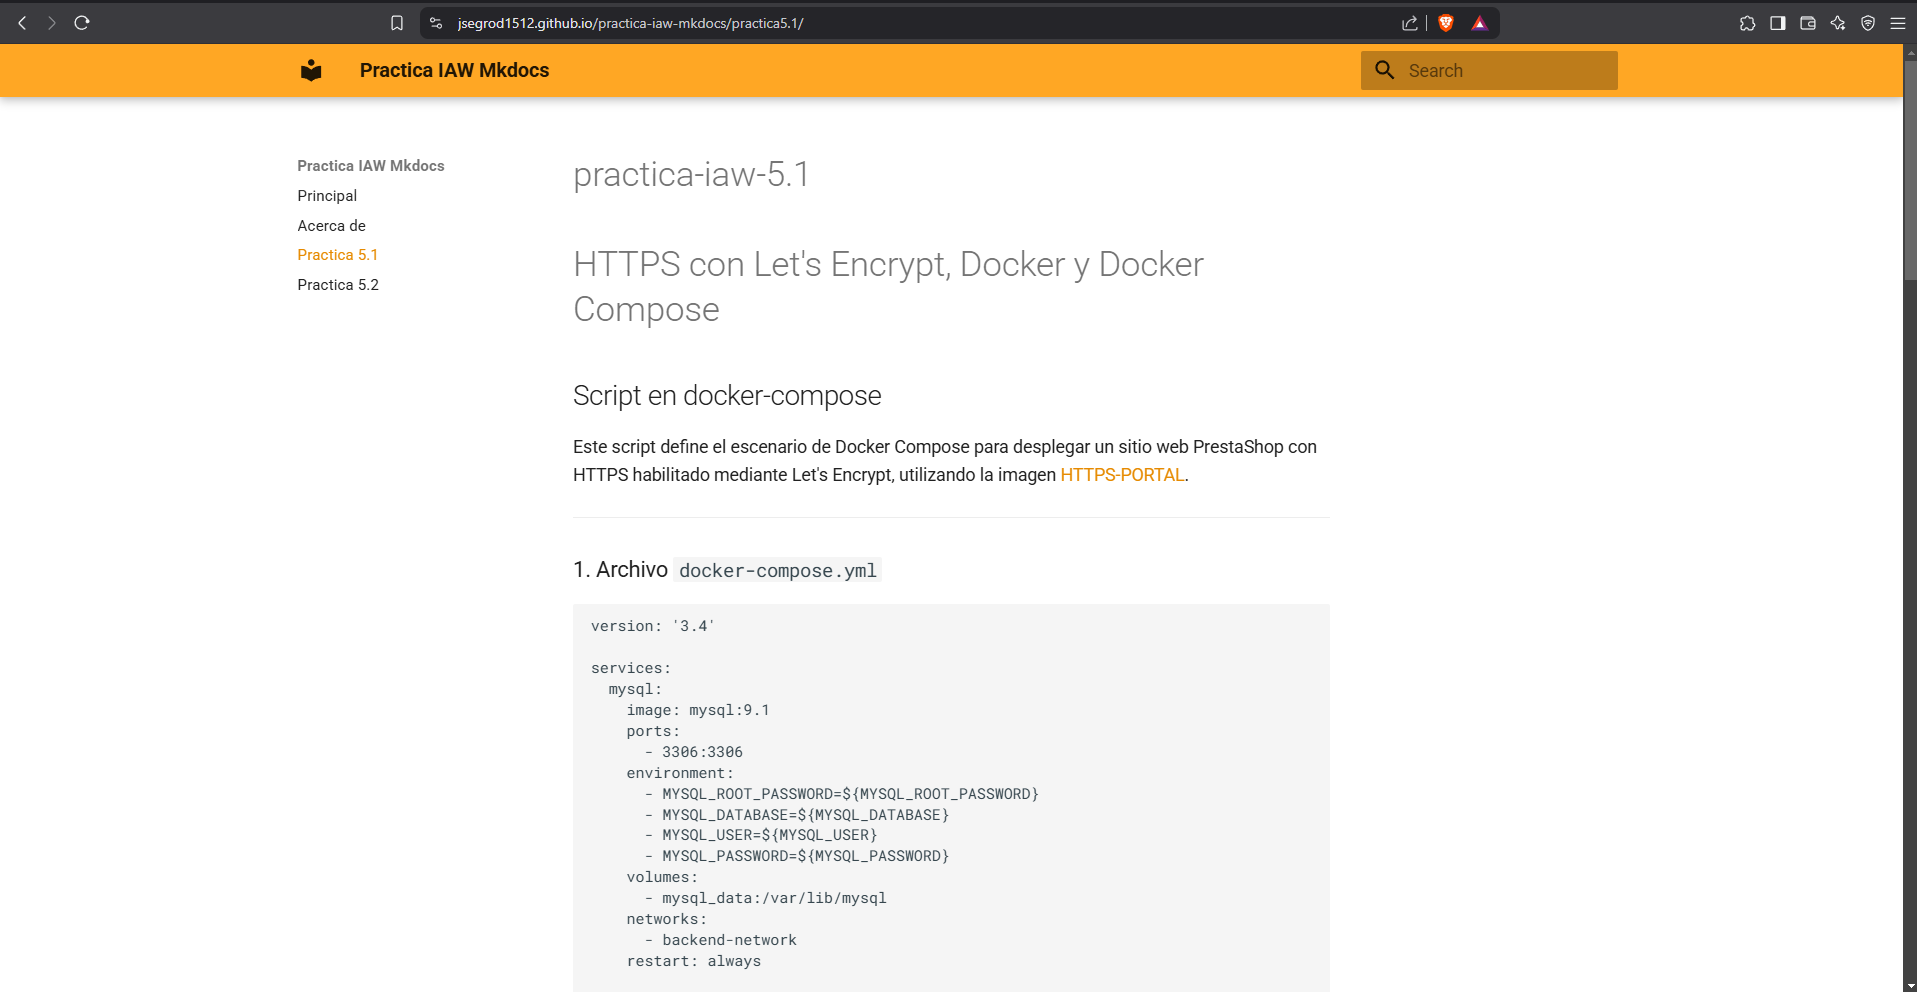 jsegrod1512.github.io/practica-iaw-mkdocs/practica5.1/
Practica IAW Mkdocs
Search
Practica IAW Mkdocs
Principal
Acerca de
Practica 5.1
Practica 5.2
practica-iaw-5.1
HTTPS con Let's Encrypt, Docker y Docker
Compose
Script en docker-compose
Este script define el escenario de Docker Compose para desplegar un sitio web PrestaShop con
HTTPS habilitado mediante Let's Encrypt, utilizando la imagen HTTPS-PORTAL.
1. Archivo docker-compose.yml
version: '3.4'
services:
  mysql:
    image: mysql:9.1
    ports:
      - 3306:3306
    environment:
      - MYSQL_ROOT_PASSWORD=${MYSQL_ROOT_PASSWORD}
      - MYSQL_DATABASE=${MYSQL_DATABASE}
      - MYSQL_USER=${MYSQL_USER}
      - MYSQL_PASSWORD=${MYSQL_PASSWORD}
    volumes:
      - mysql_data:/var/lib/mysql
    networks:
      - backend-network
    restart: always